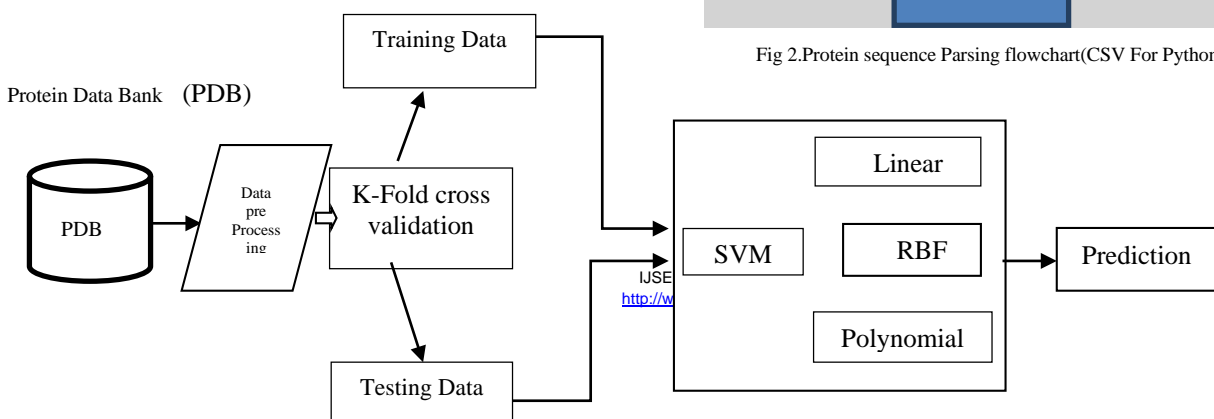 Training Data
Fig 2.Protein sequence Parsing flowchart(CSV For Python
Protein Data Bank (PDB)
PDB
Data
pre
Process
ing
K-Fold cross
validation
Linear
SVM
RBF
Polynomial
Prediction
IJSE
http://w
Testing Data